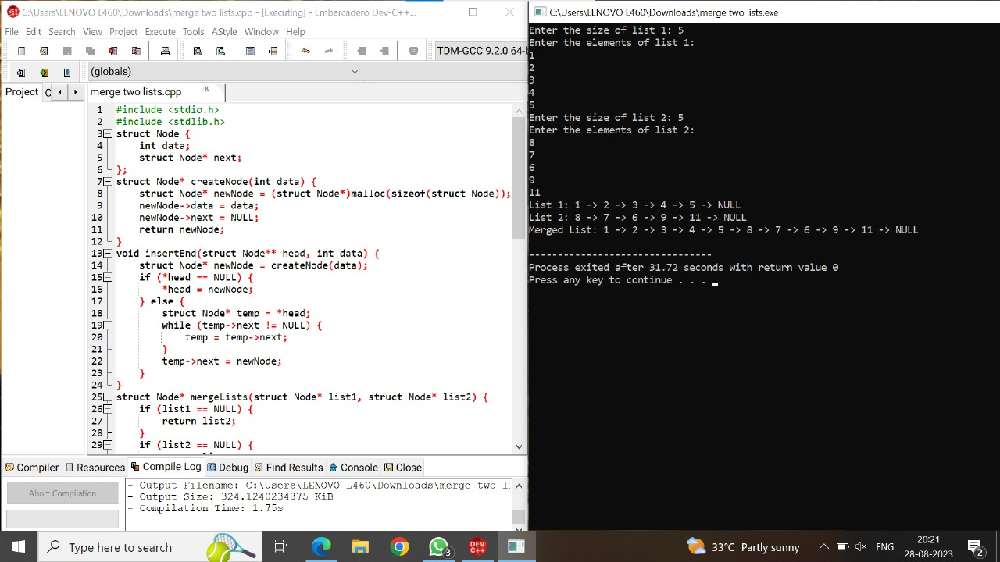 C:\Users\LENOVO L460\Downloads\merge two lists.cpp - [Executing] - Embarcadero Dev-C++...
File Edit Search View Project Execute Tools AStyle Window Help
TDM-GCC 9.2.0 64-
(globals)
Project
merge two lists.cpp
1 #include <stdio.h>
2 #include <stdlib.h>
3 struct Node {
4 int data;
5 struct Node* next;
6 };
7 struct Node* createNode(int data) {
8 struct Node* newNode = (struct Node*)malloc(sizeof(struct Node));
9 newNode->data = data;
10 newNode->next = NULL;
11 return newNode;
12 }
13 void insertEnd(struct Node** head, int data) {
14 struct Node* newNode = createNode(data);
15 if (*head == NULL) {
16 *head = newNode;
17 } else {
18 struct Node* temp = *head;
19 while (temp->next != NULL) {
20 temp = temp->next;
21 }
22 temp->next = newNode;
23 }
24 }
25 struct Node* mergeLists(struct Node* list1, struct Node* list2) {
26 if (list1 == NULL) {
27 return list2;
28 }
29 if (list2 == NULL) {
Compiler Resources Compile Log Debug Find Results Console Close
Abort Compilation
- Output Filename: C:\Users\LENOVO L460\Downloads\merge two l
- Output Size: 324.1240234375 KiB
- Compilation Time: 1.75s
C:\Users\LENOVO L460\Downloads\merge two lists.exe
Enter the size of list 1: 5
Enter the elements of list 1:
1
2
3
4
5
Enter the size of list 2: 5
Enter the elements of list 2:
8
7
6
9
11
List 1: 1 -> 2 -> 3 -> 4 -> 5 -> NULL
List 2: 8 -> 7 -> 6 -> 9 -> 11 -> NULL
Merged List: 1 -> 2 -> 3 -> 4 -> 5 -> 8 -> 7 -> 6 -> 9 -> 11 -> NULL
--------------------------------
Process exited after 31.72 seconds with return value 0
Press any key to continue . . .
Type here to search
3
DEV C++
33°C Partly sunny
ENG
20:21
28-08-2023
2